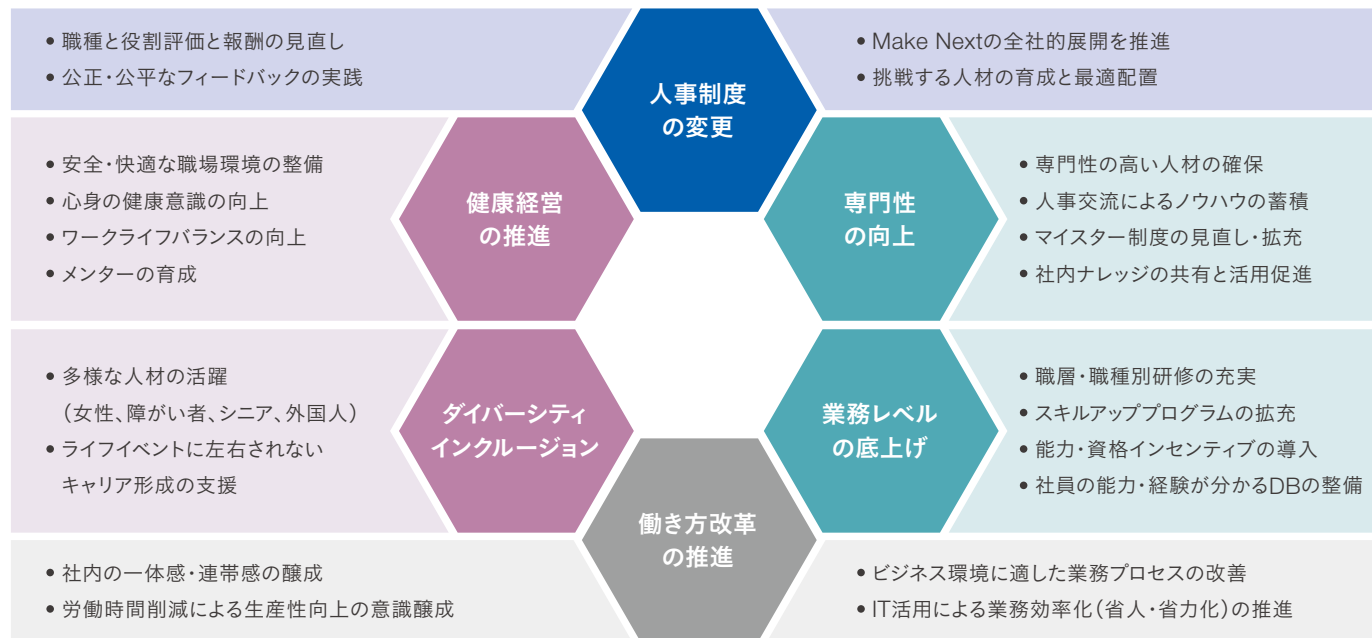 • 職種と役割評価と報酬の見直し
• 公正・公平なフィードバックの実践
人事制度
の変更
• Make Nextの全社的展開を推進
• 挑戦する人材の育成と最適配置
• 安全・快適な職場環境の整備
• 心身の健康意識の向上
• ワークライフバランスの向上
• メンターの育成
健康経営
の推進
専門性
の向上
• 専門性の高い人材の確保
• 人事交流によるノウハウの蓄積
• マイスター制度の見直し・拡充
• 社内ナレッジの共有と活用促進
• 多様な人材の活躍
（女性、障がい者、シニア、外国人）
• ライフイベントに左右されない
キャリア形成の支援
ダイバーシティ
インクルージョン
業務レベル
の底上げ
• 職層・職種別研修の充実
• スキルアッププログラムの拡充
• 能力・資格インセンティブの導入
• 社員の能力・経験が分かるDBの整備
• 社内の一体感・連帯感の醸成
• 労働時間削減による生産性向上の意識醸成
働き方改革
の推進
• ビジネス環境に適した業務プロセスの改善
• IT活用による業務効率化（省人・省力化）の推進